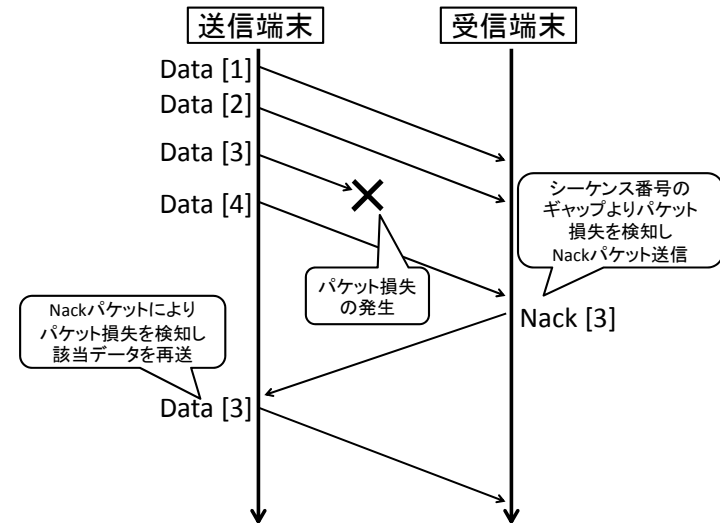 送信端末
受信端末
Data [1]
Data [2]
Data [3]
Data [4]
シーケンス番号の
ギャップよりパケット
損失を検知し
Nackパケット送信
パケット損失
の発生
Nackパケットにより
パケット損失を検知し
該当データを再送
Nack [3]
Data [3]